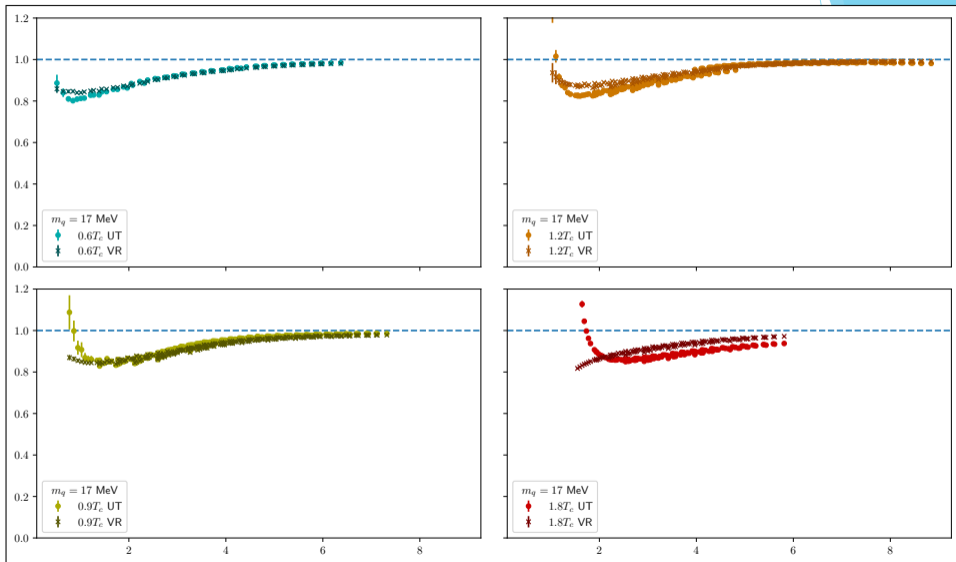 1.2
1.0
0.8
0.6
0.4
0.2
0.0
m_q = 17 MeV
0.6T_c UT
0.6T_c VR
m_q = 17 MeV
1.2T_c UT
1.2T_c VR
1.2
1.0
0.8
0.6
0.4
0.2
0.0
m_q = 17 MeV
0.9T_c UT
0.9T_c VR
2 4 6 8
m_q = 17 MeV
1.8T_c UT
1.8T_c VR
2 4 6 8